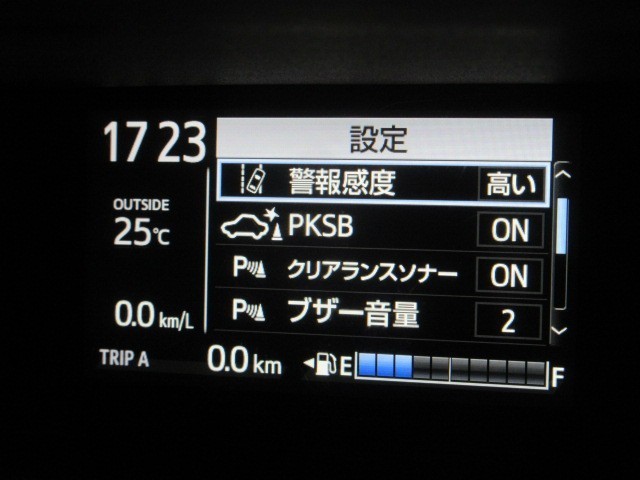 17 23
設定
警報感度 高い
OUTSIDE
25℃
PKSB ON
P クリアランスソナー ON
P ブザー音量 2
0.0 km/L
TRIP A 0.0 km E F